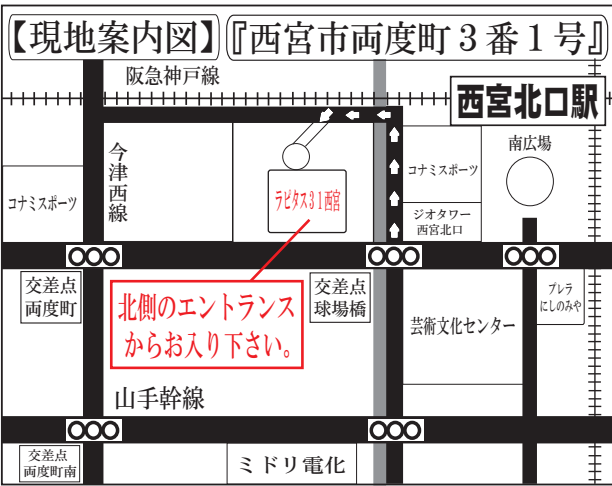 【現地案内図】『西宮市両度町３番１号』
阪急神戸線
西宮北口駅
今津西線
コナミスポーツ
ラピタス31西宮
コナミスポーツ
ジオタワー
西宮北口
南広場
交差点
両度町
北側のエントランス
からお入り下さい。
交差点
球場橋
芸術文化センター
プレラ
にしのみや
山手幹線
交差点
両度町南
ミドリ電化